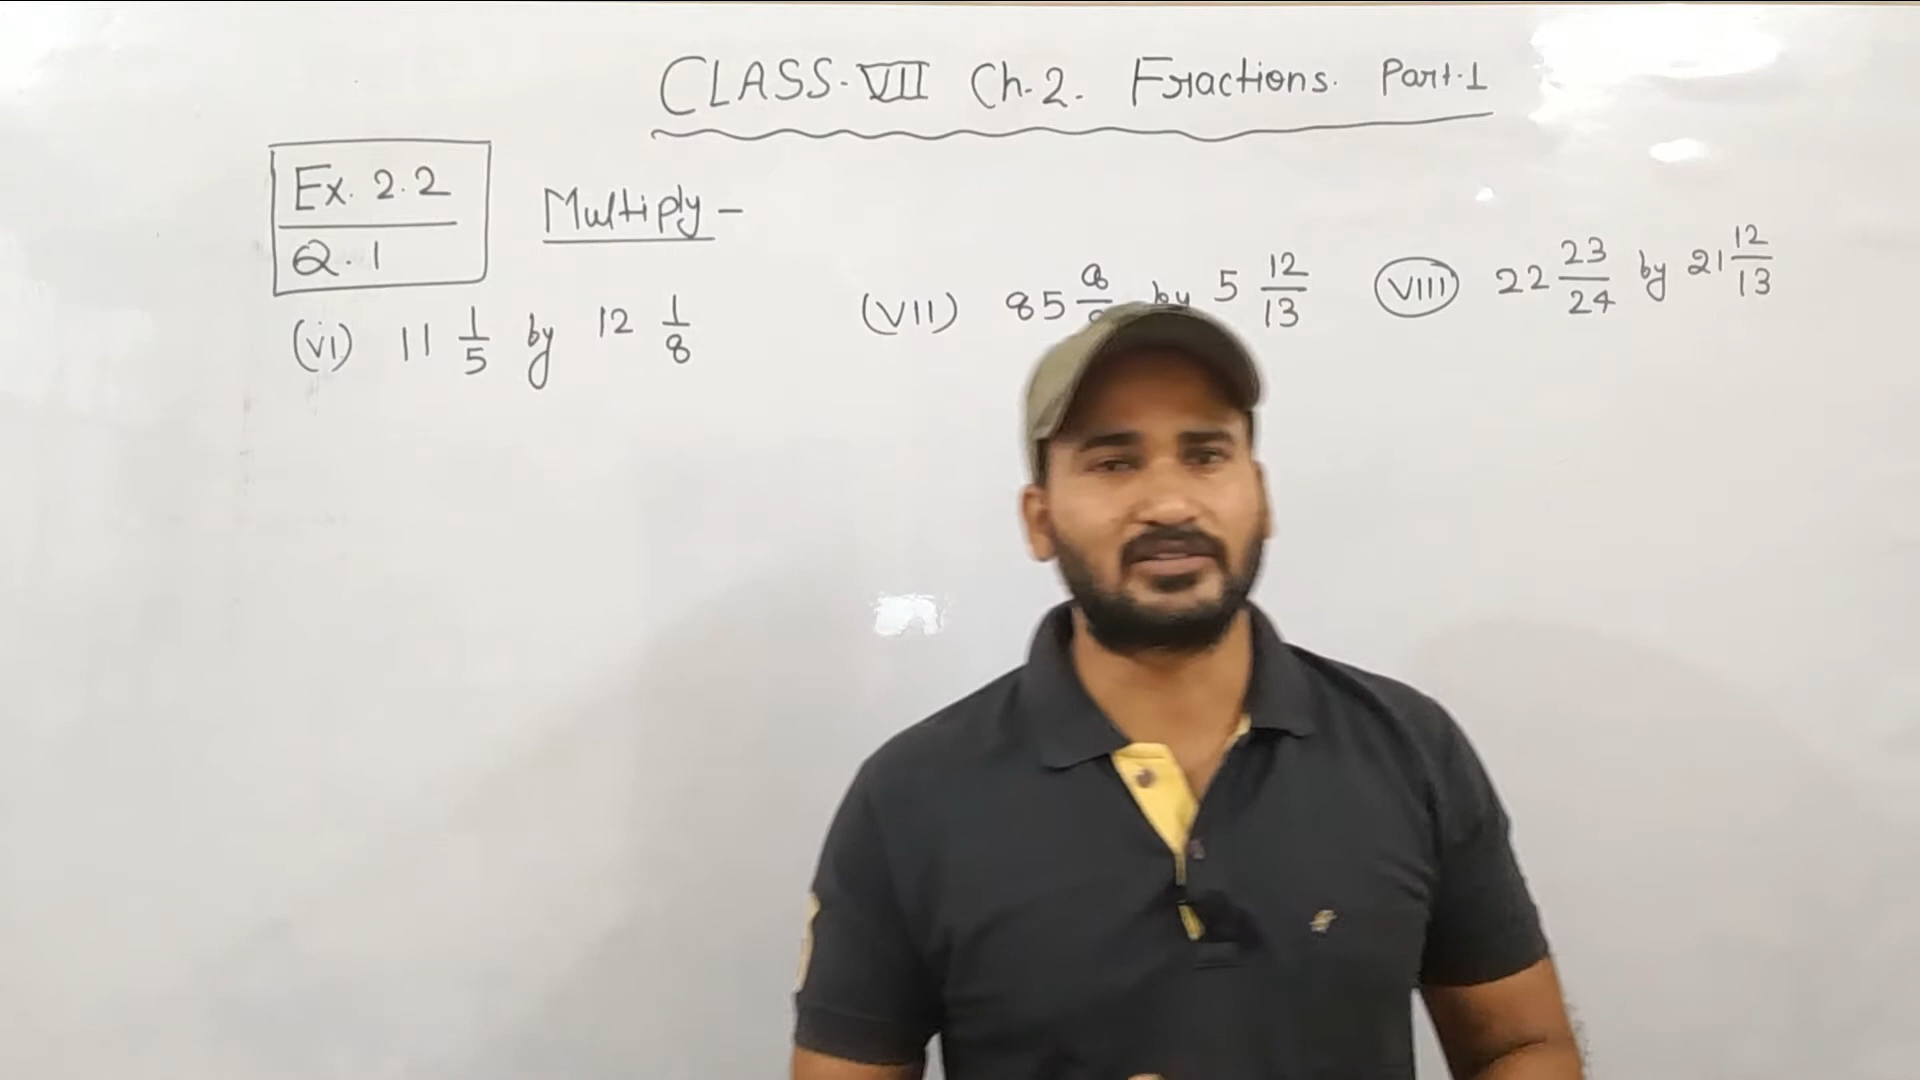 CLASS-VII Ch.2. Fractions. Part.1
Ex. 2.2
Q.1
Multiply -
(vi) 11 1/5 by 12 1/8
(VII) 85 by 5 12/13
VIII 22 23/24 by 21 12/13